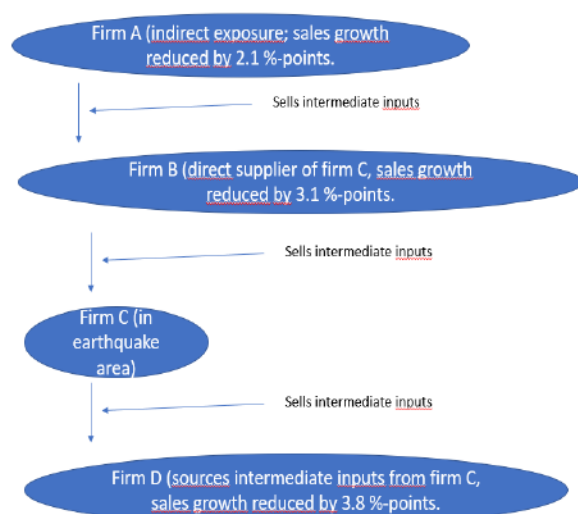 Firm A (indirect exposure; sales growth
reduced by 2.1 %-points.
Sells intermediate inputs
Firm B (direct supplier of firm C, sales growth
reduced by 3.1 %-points.
Sells intermediate inputs
Firm C (in
earthquake
area)
Sells intermediate inputs
Firm D (sources intermediate inputs from firm C,
sales growth reduced by 3.8 %-points.